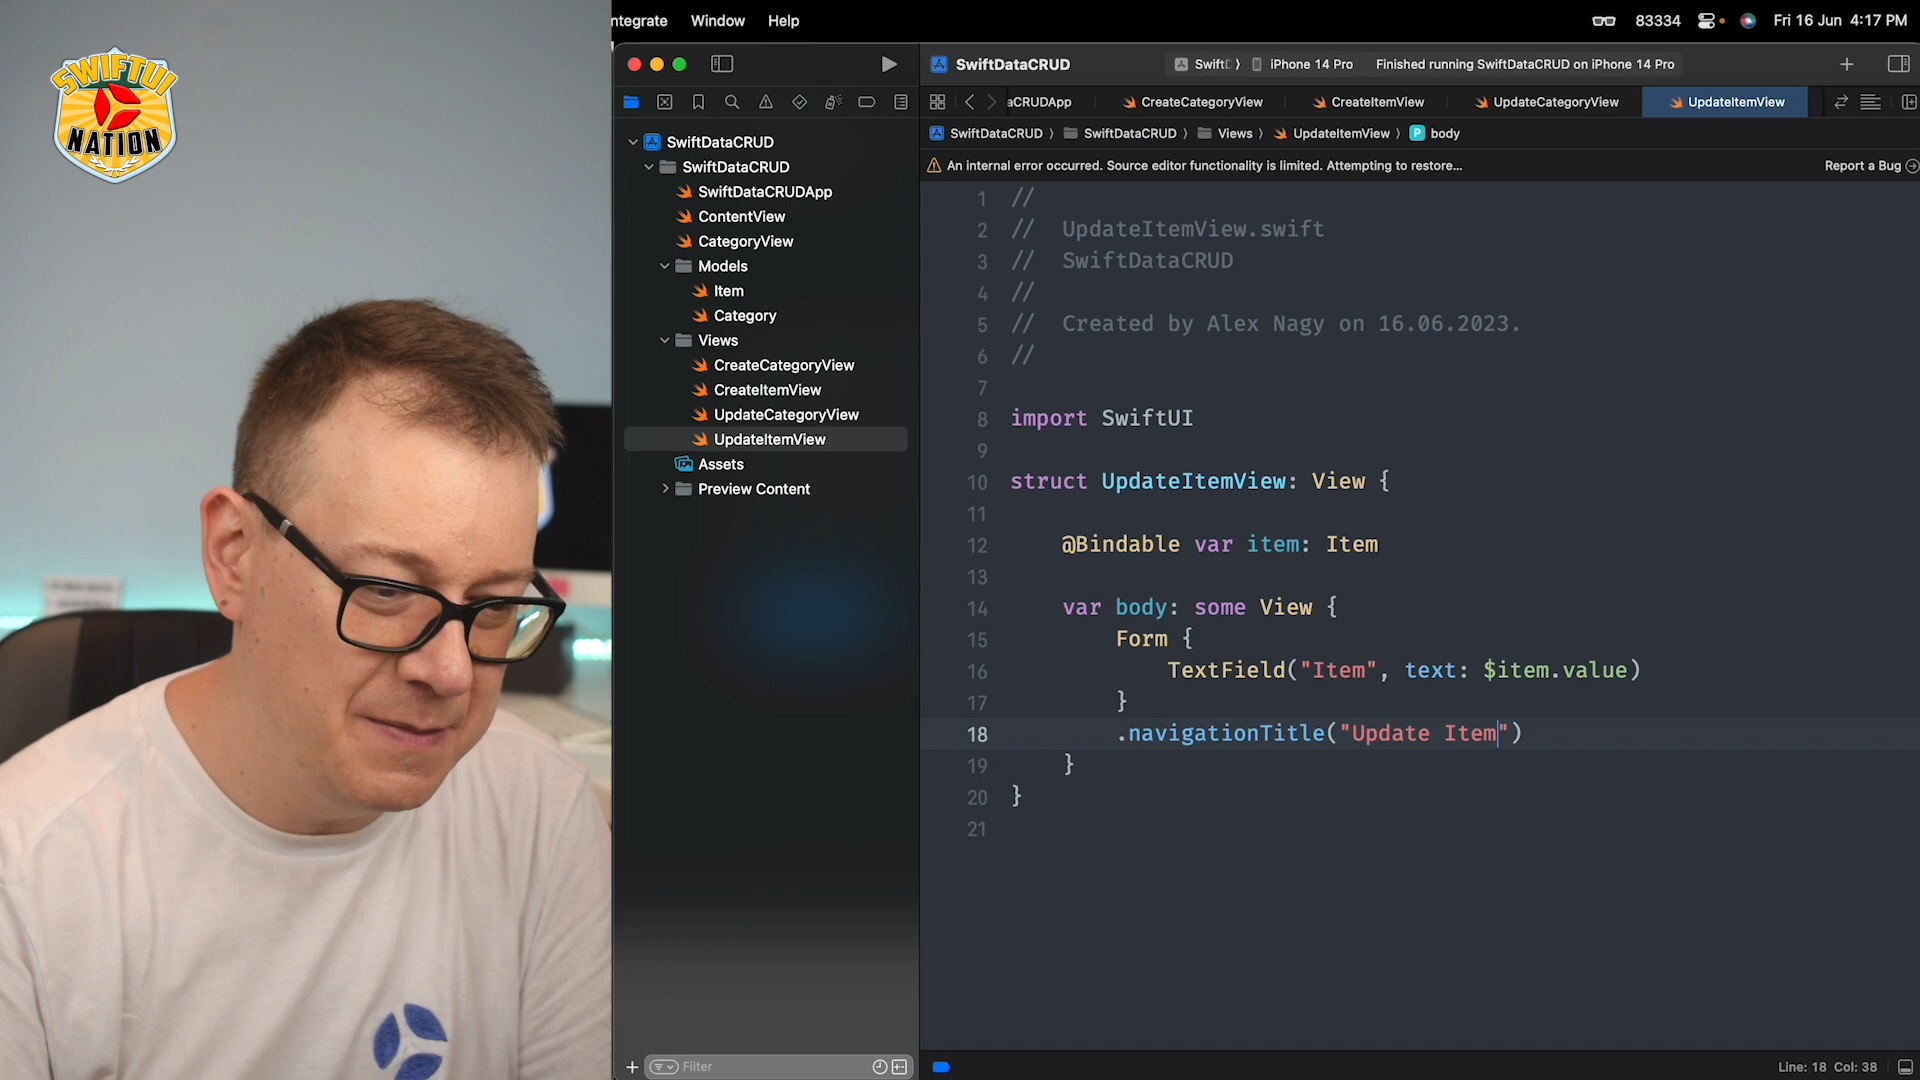 SWIFTUI
NATION
ntegrate Window Help
83334 Fri 16 Jun 4:17 PM
SwiftDataCRUD
SwiftD iPhone 14 Pro Finished running SwiftDataCRUD on iPhone 14 Pro
aCRUDApp CreateCategoryView CreateItemView UpdateCategoryView UpdateItemView
SwiftDataCRUD SwiftDataCRUD Views UpdateItemView P body
An internal error occurred. Source editor functionality is limited. Attempting to restore... Report a Bug
SwiftDataCRUD
SwiftDataCRUD
SwiftDataCRUDApp
ContentView
CategoryView
Models
Item
Category
Views
CreateCategoryView
CreateItemView
UpdateCategoryView
UpdateItemView
Assets
Preview Content
Filter
1 //
2 // UpdateItemView.swift
3 // SwiftDataCRUD
4 //
5 // Created by Alex Nagy on 16.06.2023.
6 //
7
8 import SwiftUI
9
10 struct UpdateItemView: View {
11
12 @Bindable var item: Item
13
14 var body: some View {
15 Form {
16 TextField("Item", text: $item.value)
17 }
18 .navigationTitle("Update Item")
19 }
20 }
21
Line: 18 Col: 38